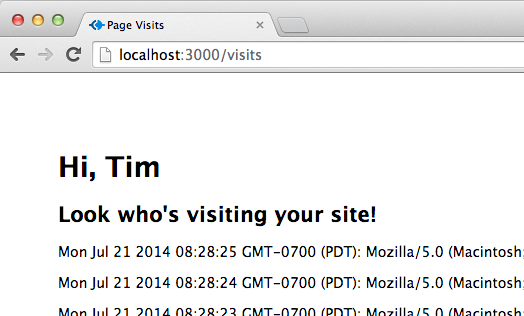 Page Visits
localhost:3000/visits
Hi, Tim
Look who's visiting your site!
Mon Jul 21 2014 08:28:25 GMT-0700 (PDT): Mozilla/5.0 (Macintosh;
Mon Jul 21 2014 08:28:24 GMT-0700 (PDT): Mozilla/5.0 (Macintosh;
Mon Jul 21 2014 08:28:23 GMT-0700 (PDT): Mozilla/5.0 (Macintosh